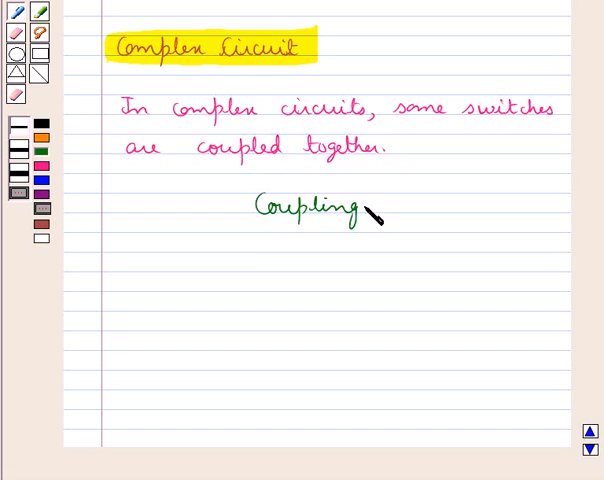 Complex Circuit
In complex circuits, some switches
are coupled together.
Coupling